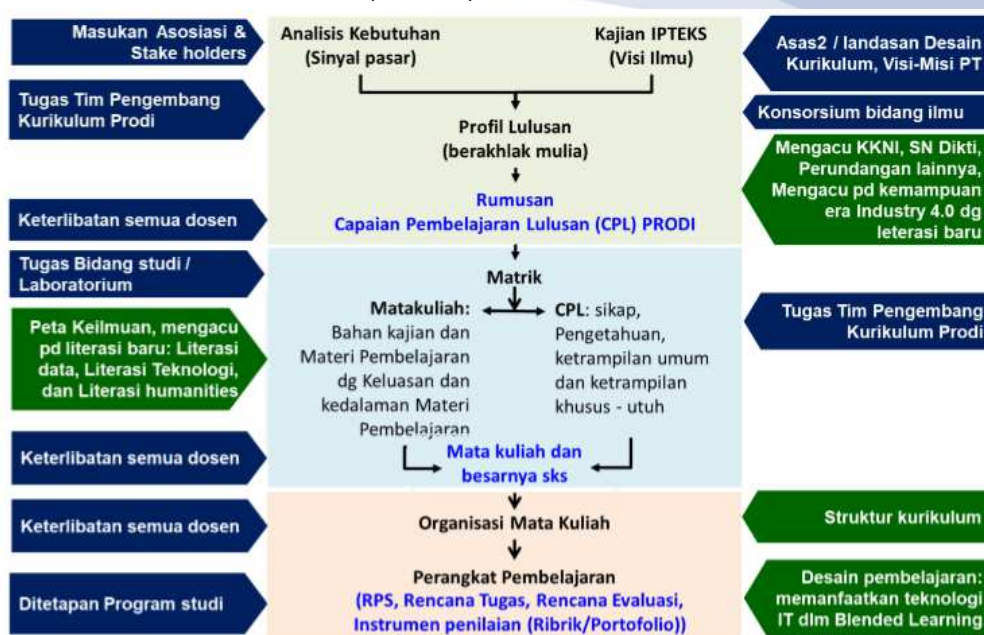 Masukan Asosiasi &
Stake holders
Analisis Kebutuhan
(Sinyal pasar)
Kajian IPTEKS
(Visi Ilmu)
Asas2 / landasan Desain
Kurikulum, Visi-Misi PT
Tugas Tim Pengembang
Kurikulum Prodi
Profil Lulusan
(berakhlak mulia)
Konsorsium bidang ilmu
Mengacu KKNI, SN Dikti,
Perundangan lainnya,
Mengacu pd kemampuan
era Industry 4.0 dg
leterasi baru
Keterlibatan semua dosen
Rumusan
Capaian Pembelajaran Lulusan (CPL) PRODI
Tugas Bidang studi /
Laboratorium
Matrik
Matakuliah:
Bahan kajian dan
Materi Pembelajaran
dg Keluasan dan
kedalaman Materi
Pembelajaran
CPL: sikap,
Pengetahuan,
ketrampilan umum
dan ketrampilan
khusus - utuh
Tugas Tim Pengembang
Kurikulum Prodi
Peta Keilmuan, mengacu
pd literasi baru: Literasi
data, Literasi Teknologi,
dan Literasi humanities
Keterlibatan semua dosen
Mata kuliah dan
besarnya sks
Keterlibatan semua dosen
Organisasi Mata Kuliah
Struktur kurikulum
Ditetapan Program studi
Perangkat Pembelajaran
(RPS, Rencana Tugas, Rencana Evaluasi,
Instrumen penilaian (Ribrik/Portofolio))
Desain pembelajaran:
memanfaatkan teknologi
IT dlm Blended Learning